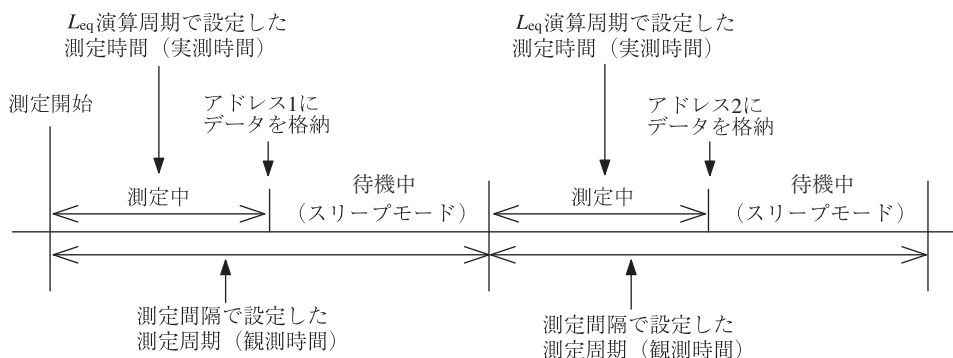 Leq演算周期で設定した
測定時間（実測時間）
Leq演算周期で設定した
測定時間（実測時間）
測定開始
アドレス1に
データを格納
アドレス2に
データを格納
測定中
待機中
（スリープモード）
測定中
待機中
（スリープモード）
測定間隔で設定した
測定周期（観測時間）
測定間隔で設定した
測定周期（観測時間）